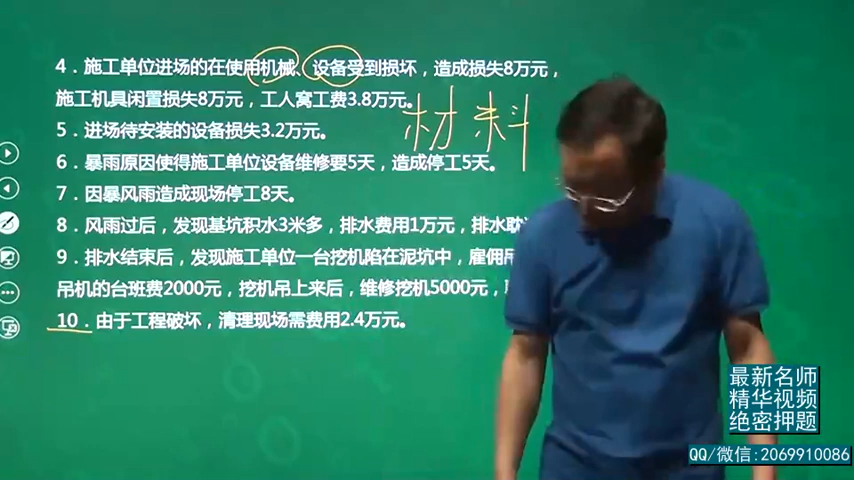 4．施工单位进场的在使用机械、设备受到损坏，造成损失8万元，
施工机具闲置损失8万元，工人窝工费3.8万元。
材料
5．进场待安装的设备损失3.2万元。
6．暴雨原因使得施工单位设备维修要5天，造成停工5天。
7．因暴风雨造成现场停工8天。
8．风雨过后，发现基坑积水3米多，排水费用1万元，排水耽
9．排水结束后，发现施工单位一台挖机陷在泥坑中，雇佣
吊机的台班费2000元，挖机吊上来后，维修挖机5000元，
10．由于工程破坏，清理现场需费用2.4万元。
最新名师
精华视频
绝密押题
QQ/微信:2069910086